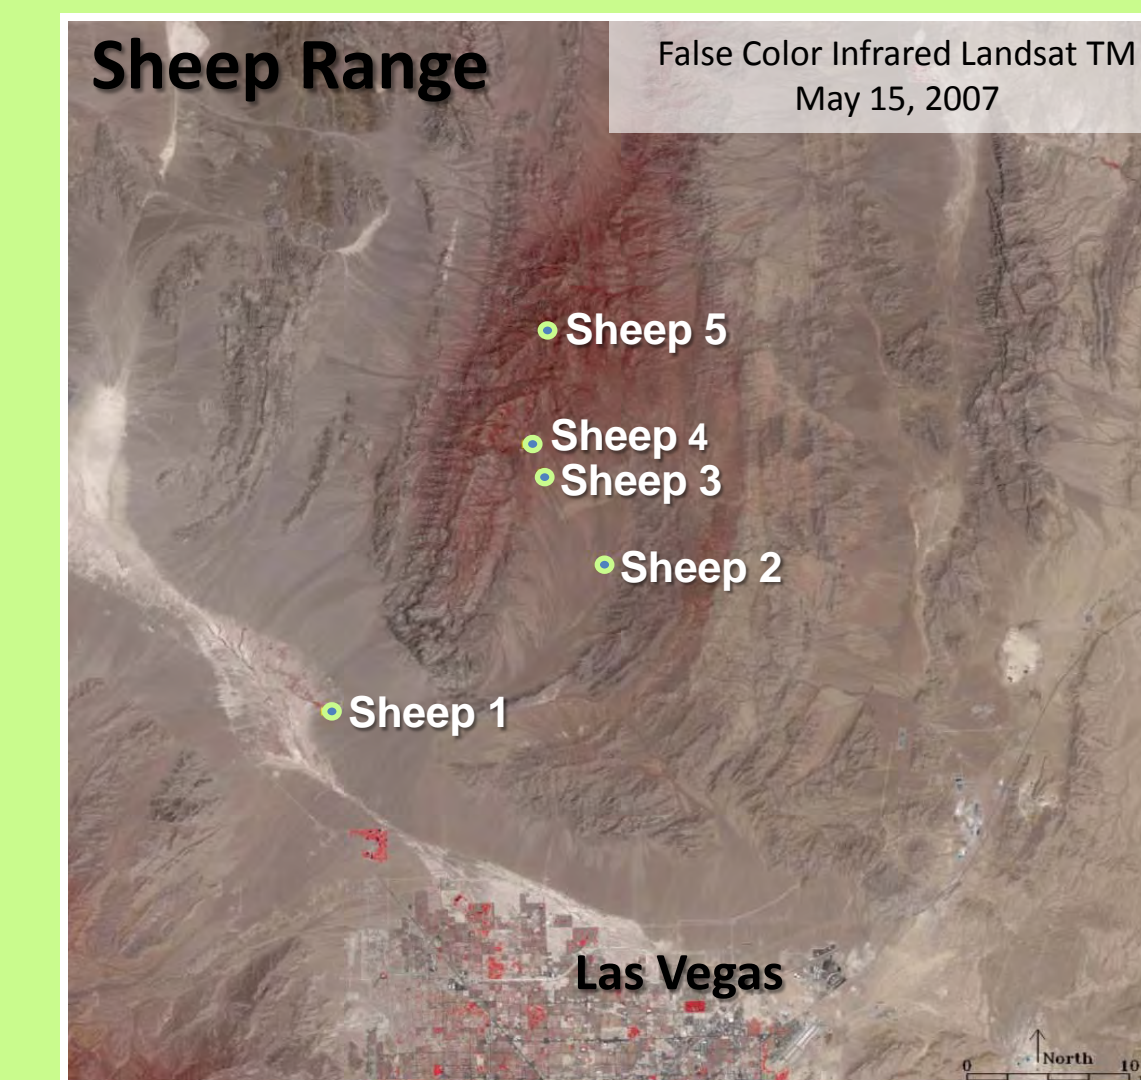 Sheep Range
False Color Infrared Landsat TM
May 15, 2007
Sheep 5
Sheep 4
Sheep 3
Sheep 2
Sheep 1
Las Vegas
North
0 10